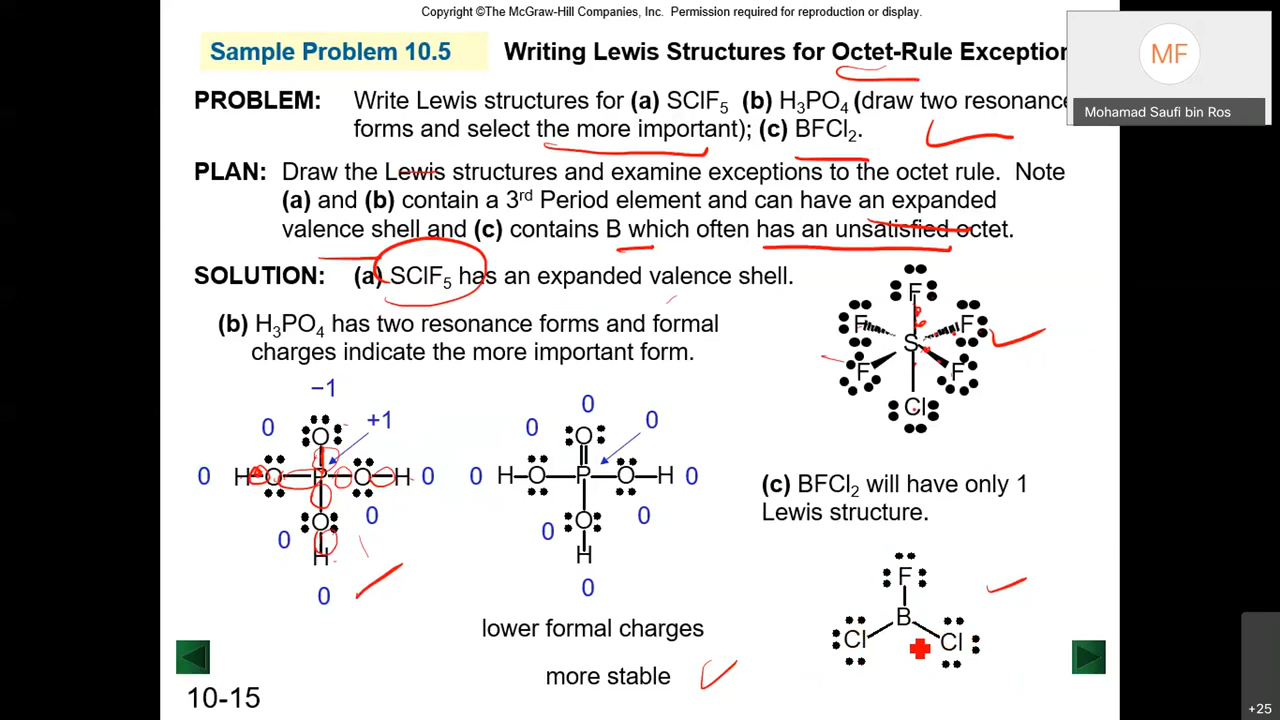 Copyright ©The McGraw-Hill Companies, Inc. Permission required for reproduction or display.
Sample Problem 10.5
Writing Lewis Structures for Octet-Rule Exception
MF
Mohamad Saufi bin Ros
PROBLEM: Write Lewis structures for (a) SClF5 (b) H3PO4 (draw two resonance
forms and select the more important); (c) BFCl2.
PLAN: Draw the Lewis structures and examine exceptions to the octet rule. Note
(a) and (b) contain a 3rd Period element and can have an expanded
valence shell and (c) contains B which often has an unsatisfied octet.
SOLUTION: (a) SClF5 has an expanded valence shell.
(b) H3PO4 has two resonance forms and formal
charges indicate the more important form.
F
F F
S
F F
Cl
−1
0 +1
O
0 H O P O H 0
0
O
0
H
0
0
0 0
O
0 H O P O H 0
0
O
0
H
0
lower formal charges
more stable
(c) BFCl2 will have only 1
Lewis structure.
F
B
Cl Cl
10-15
+25